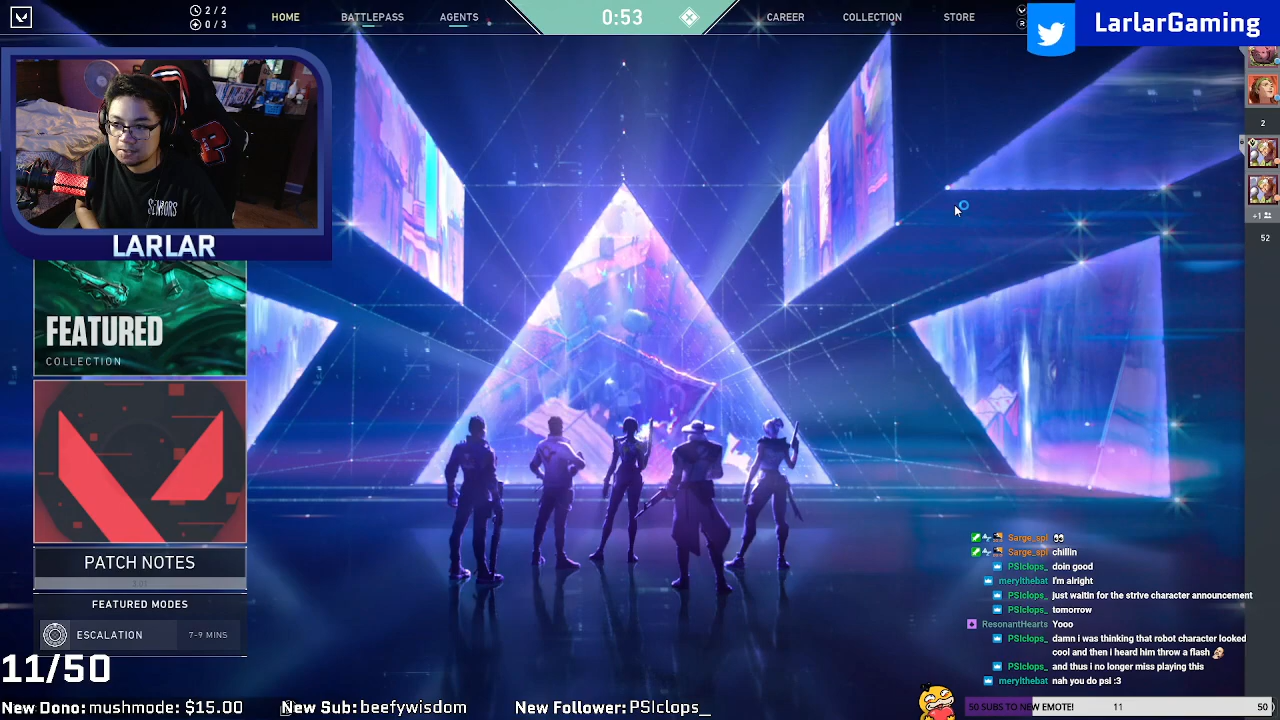 2 / 2
0 / 3
HOME
BATTLEPASS
AGENTS
0:53
CAREER
COLLECTION
STORE
LarlarGaming
2
+1
52
SENIORS
LARLAR
FEATURED
COLLECTION
PATCH NOTES
FEATURED MODES
ESCALATION
7-9 MINS
11/50
Sarge_spl 👀
Sarge_spl chillin
PSIclops_ doin good
merylthebat I'm alright
PSIclops_ just waitin for the strive character announcement
PSIclops_ tomorrow
ResonantHearts Yooo
PSIclops_ damn i was thinking that robot character looked
cool and then i heard him throw a flash
PSIclops_ and thus i no longer miss playing this
merylthebat nah you do psi :3
50 SUBS TO NEW EMOTE! 11 50
New Dono: mushmode: $15.00
New Sub: beefywisdom
New Follower: PSIclops_